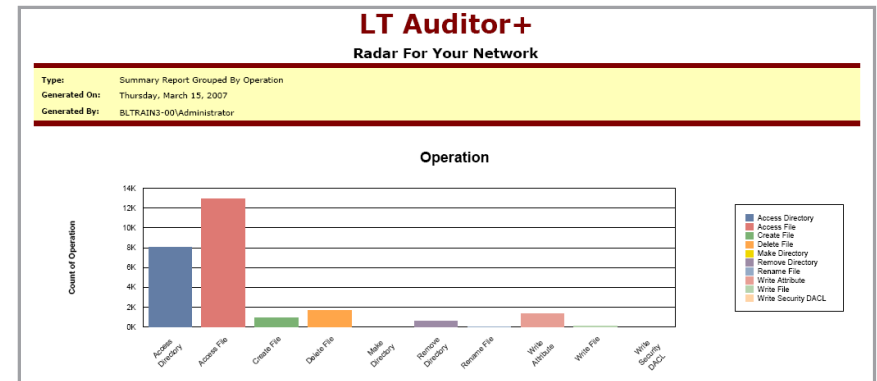 LT Auditor+
Radar For Your Network
Type: Summary Report Grouped By Operation
Generated On: Thursday, March 15, 2007
Generated By: BLTRAIN3-00\Administrator
Operation
Count of Operation
14K
12K
10K
8K
6K
4K
2K
0K
Access Directory
Access File
Create File
Delete File
Make Directory
Remove Directory
Rename File
Write Attribute
Write File
Write Security DACL
Access Directory
Access File
Create File
Delete File
Make Directory
Remove Directory
Rename File
Write Attribute
Write File
Write Security DACL